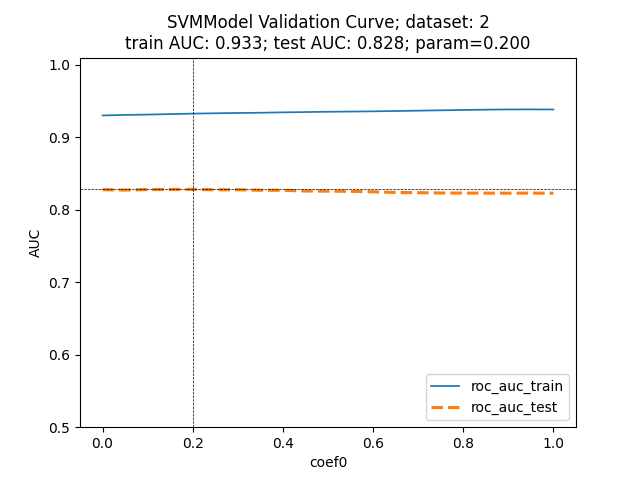 SVMModel Validation Curve; dataset: 2
train AUC: 0.933; test AUC: 0.828; param=0.200
1.0
0.9
0.8
0.7
0.6
0.5
AUC
0.0
0.2
0.4
0.6
0.8
1.0
coef0
roc_auc_train
roc_auc_test